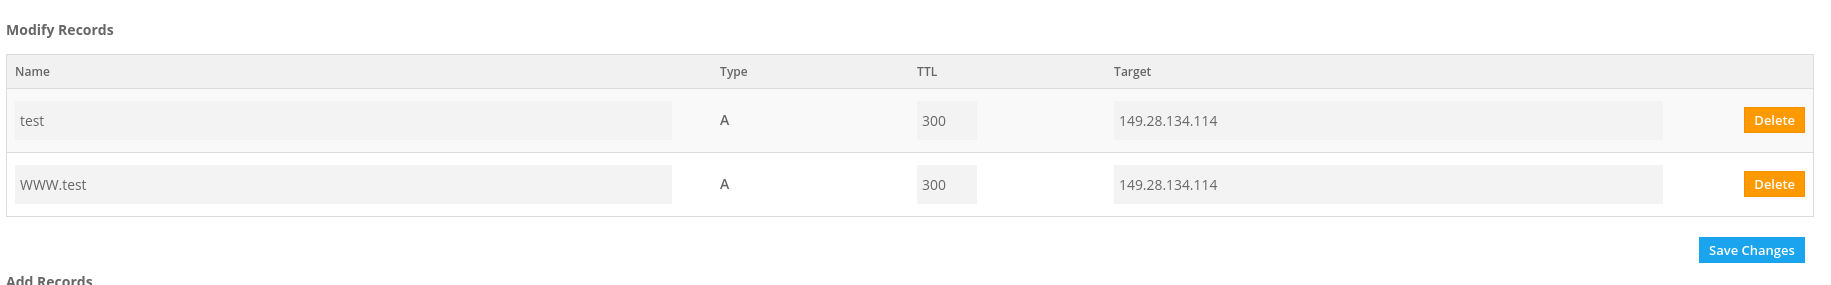 Modify Records
Name Type TTL Target
test A 300 149.28.134.114 Delete
WWW.test A 300 149.28.134.114 Delete
Save Changes
Add Records